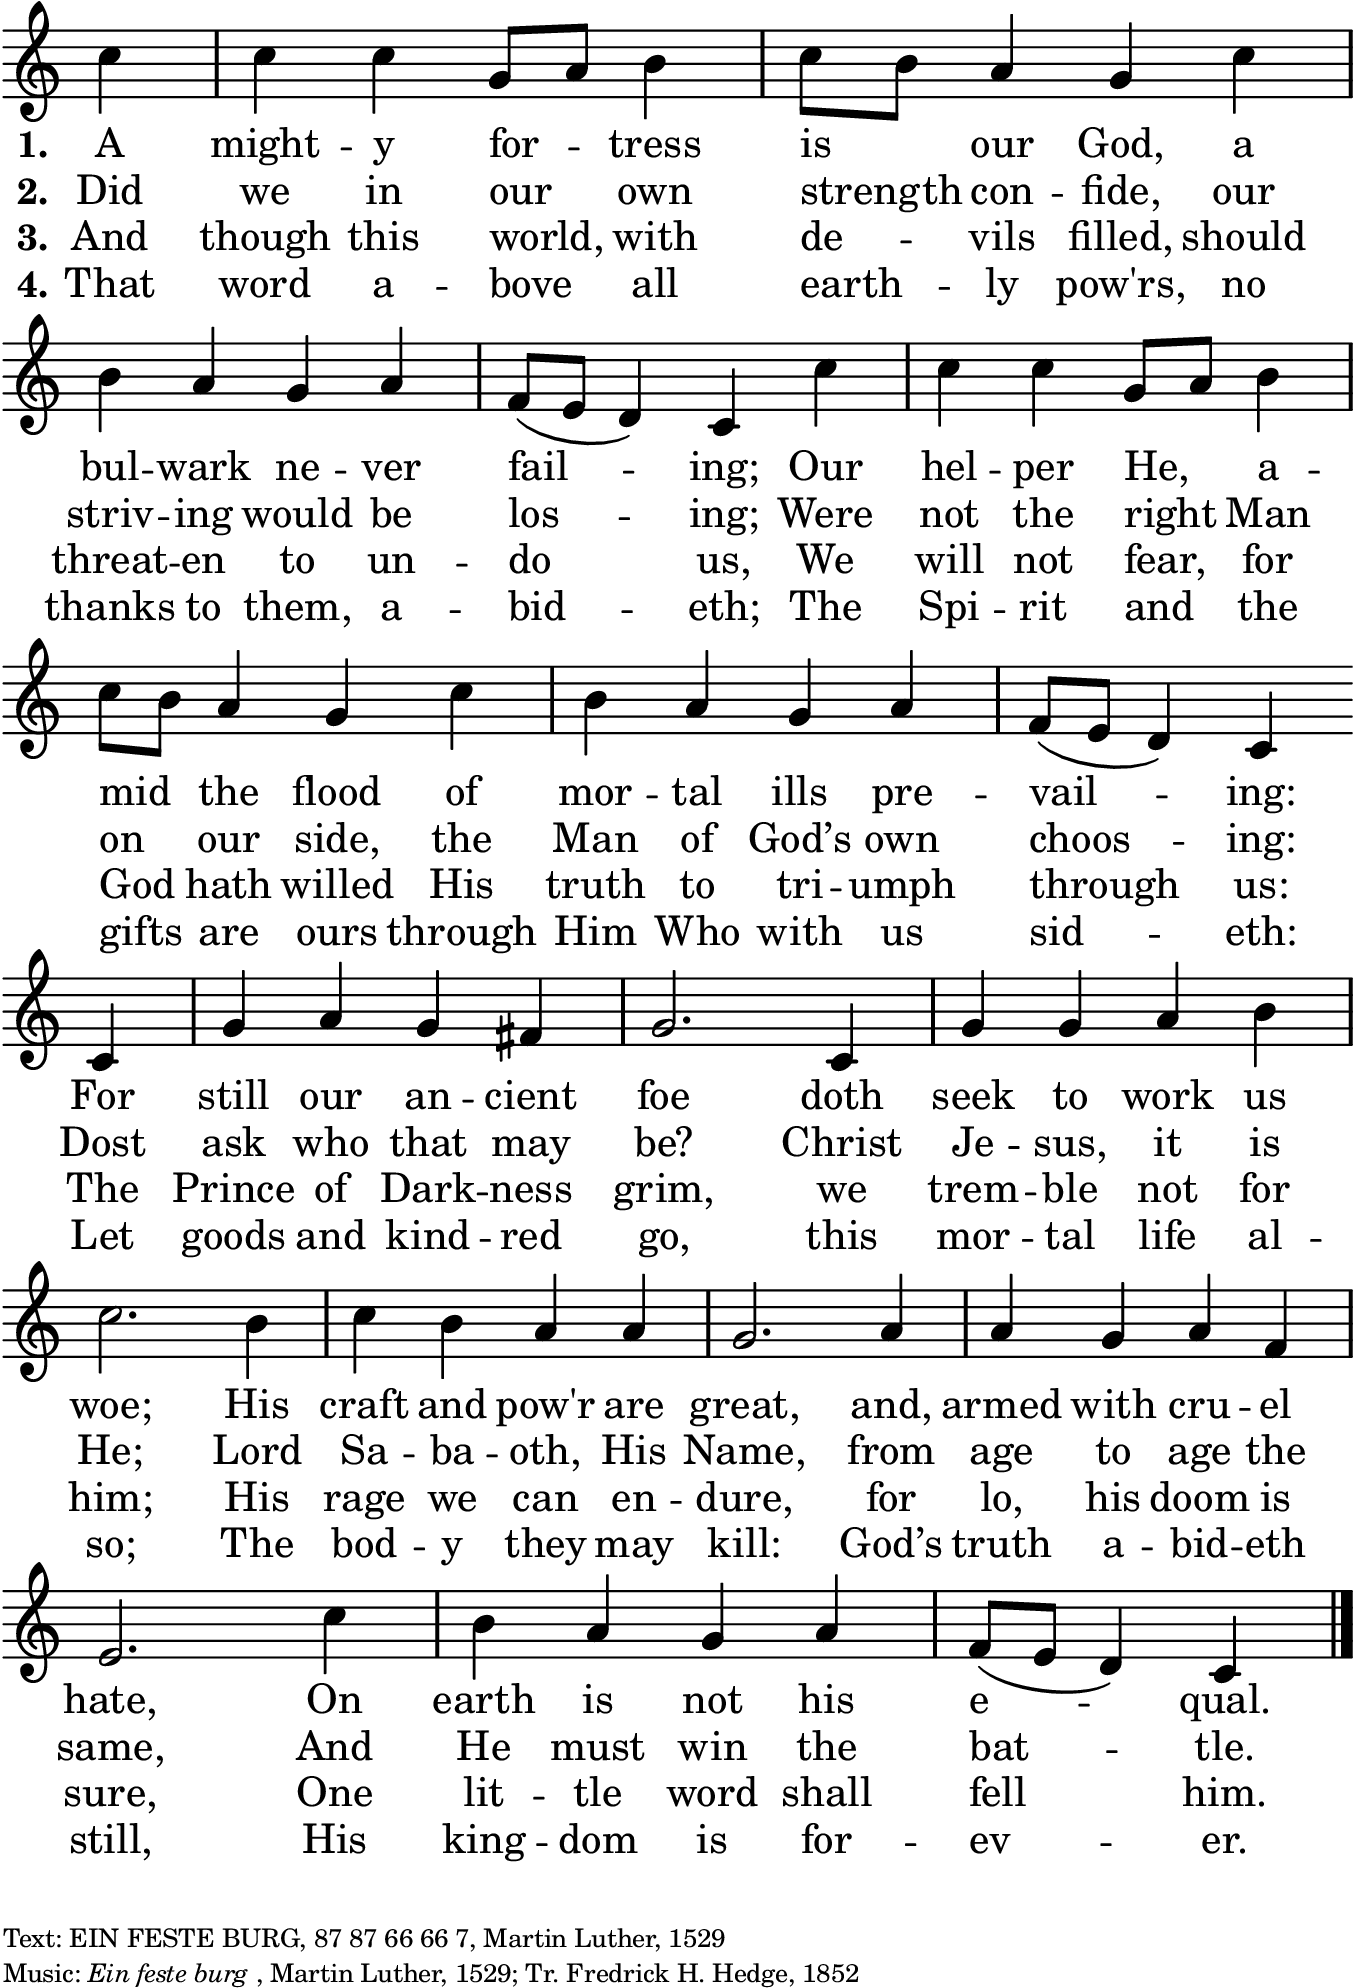 1. A might -- y for -- tress is our God, a
2. Did we in our own strength con -- fide, our
3. And though this world, with de -- vils filled, should
4. That word a -- bove all earth -- ly pow'rs, no
bul -- wark ne -- ver fail -- ing; Our hel -- per He, a --
striv -- ing would be los -- ing; Were not the right Man
threat -- en to un -- do us, We will not fear, for
thanks to them, a -- bid -- eth; The Spi -- rit and the
mid the flood of mor -- tal ills pre -- vail -- ing:
on our side, the Man of God’s own choos -- ing:
God hath willed His truth to tri -- umph through us:
gifts are ours through Him Who with us sid -- eth:
For still our an -- cient foe doth seek to work us
Dost ask who that may be? Christ Je -- sus, it is
The Prince of Dark -- ness grim, we trem -- ble not for
Let goods and kind -- red go, this mor -- tal life al --
woe; His craft and pow'r are great, and, armed with cru -- el
He; Lord Sa -- ba -- oth, His Name, from age to age the
him; His rage we can en -- dure, for lo, his doom is
so; The bod -- y they may kill: God’s truth a -- bid -- eth
hate, On earth is not his e -- qual.
same, And He must win the bat -- tle.
sure, One lit -- tle word shall fell him.
still, His king -- dom is for -- ev -- er.
Text: EIN FESTE BURG, 87 87 66 66 7, Martin Luther, 1529
Music: Ein feste burg , Martin Luther, 1529; Tr. Fredrick H. Hedge, 1852